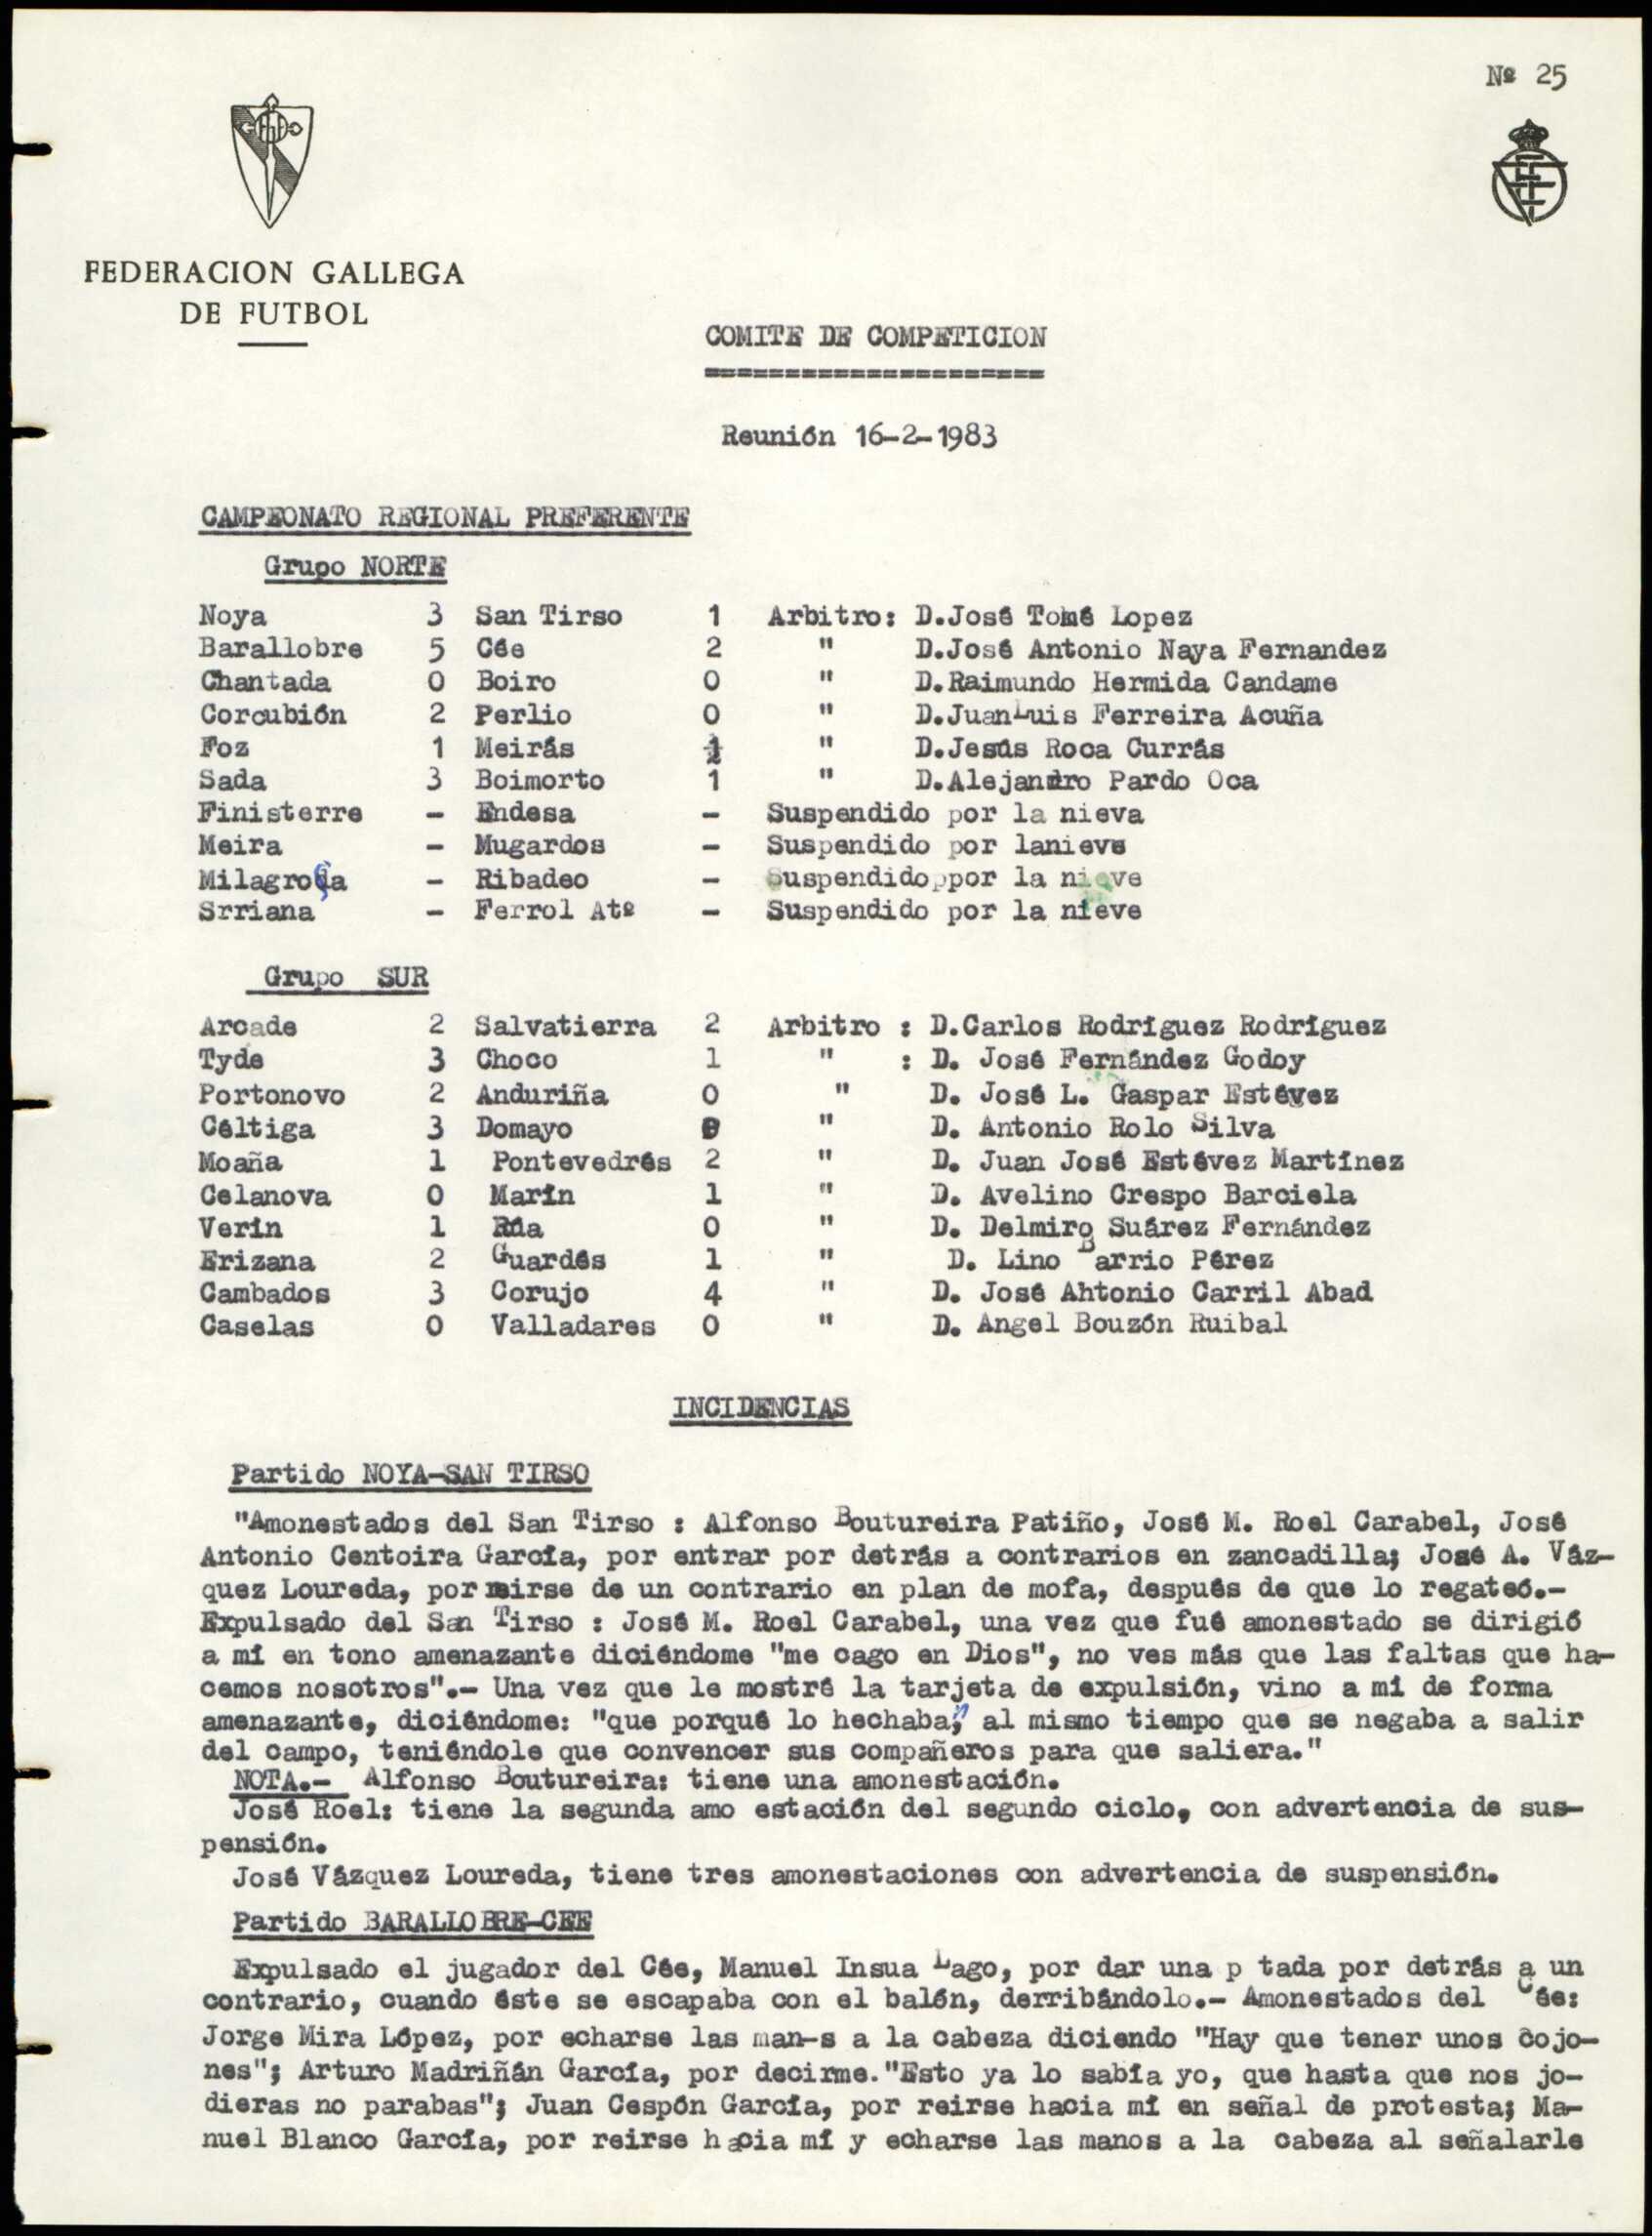 Nº 25
FEDERACION GALLEGA
DE FUTBOL
COMITE DE COMPETICION
=====================
Reunión 16-2-1983
CAMPEONATO REGIONAL PREFERENTE
Grupo NORTE
Noya 3 San Tirso 1 Arbitro: D.José Tomé Lopez
Barallobre 5 Cée 2 " D.José Antonio Naya Fernandez
Chantada 0 Boiro 0 " D.Raimundo Hermida Candame
Corcubión 2 Perlio 0 " D.JuanLuis Ferreira Acuña
Foz 1 Meirás " D.Jesús Roca Currás
Sada 3 Boimorto 1 " D.Alejandro Pardo Oca
Finisterre - Endesa - Suspendido por la nieva
Meira - Mugardos - Suspendido por lanieve
Milagrosa - Ribadeo - Suspendidoppor la nieve
Srriana - Ferrol Atº - Suspendido por la nieve
Grupo SUR
Arcade 2 Salvatierra 2 Arbitro : D.Carlos Rodríguez Rodríguez
Tyde 3 Choco 1 " : D. José Fernández Godoy
Portonovo 2 Anduriña 0 " D. José L. Gaspar Estévez
Céltiga 3 Domayo " D. Antonio Rolo Silva
Moaña 1 Pontevedrés 2 " D. Juan José Estévez Martínez
Celanova 0 Marín 1 " D. Avelino Crespo Barciela
Verin 1 Rúa 0 " D. Delmiro Suárez Fernández
Erizana 2 Guardés 1 " D. Lino Barrio Pérez
Cambados 3 Corujo 4 " D. José Ahtonio Carril Abad
Caselas 0 Valladares 0 " D. Angel Bouzón Ruibal
INCIDENCIAS
Partido NOYA-SAN TIRSO
"Amonestados del San Tirso : Alfonso Boutureira Patiño, José M. Roel Carabel, José
Antonio Centoira García, por entrar por detrás a contrarios en zancadilla; José A. Váz-
quez Loureda, por reirse de un contrario en plan de mofa, después de que lo regateó.-
Expulsado del San Tirso : José M. Roel Carabel, una vez que fué amonestado se dirigió
a mí en tono amenazante diciéndome "me cago en Dios", no ves más que las faltas que ha-
cemos nosotros".- Una vez que le mostré la tarjeta de expulsión, vino a mí de forma
amenazante, diciéndome: "que porqué lo hechaba", al mismo tiempo que se negaba a salir
del campo, teniéndole que convencer sus compañeros para que saliera."
NOTA.- Alfonso Boutureira: tiene una amonestación.
José Roel: tiene la segunda amo estación del segundo ciclo, con advertencia de sus-
pensión.
José Vázquez Loureda, tiene tres amonestaciones con advertencia de suspensión.
Partido BARALLOBRE-CEE
Expulsado el jugador del Cée, Manuel Insua Lago, por dar una p tada por detrás a un
contrario, cuando éste se escapaba con el balón, derribándolo.- Amonestados del Cée:
Jorge Mira López, por echarse las man-s a la cabeza diciendo "Hay que tener unos cojo-
nes"; Arturo Madriñán García, por decirme."Esto ya lo sabía yo, que hasta que nos jo-
dieras no parabas"; Juan Cespón García, por reirse hacia mí en señal de protesta; Ma-
nuel Blanco García, por reirse hacia mí y echarse las manos a la cabeza al señalarle